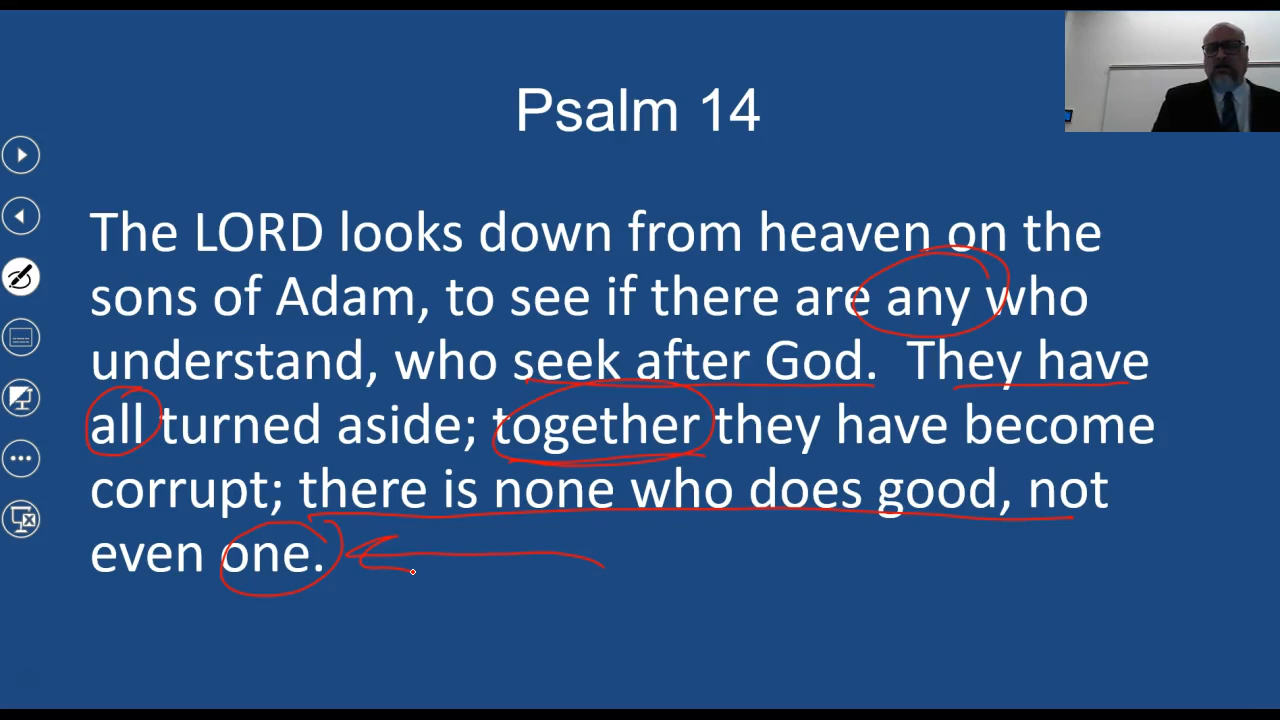 Psalm 14
The LORD looks down from heaven on the
sons of Adam, to see if there are any who
understand, who seek after God.  They have
all turned aside; together they have become
corrupt; there is none who does good, not
even one.